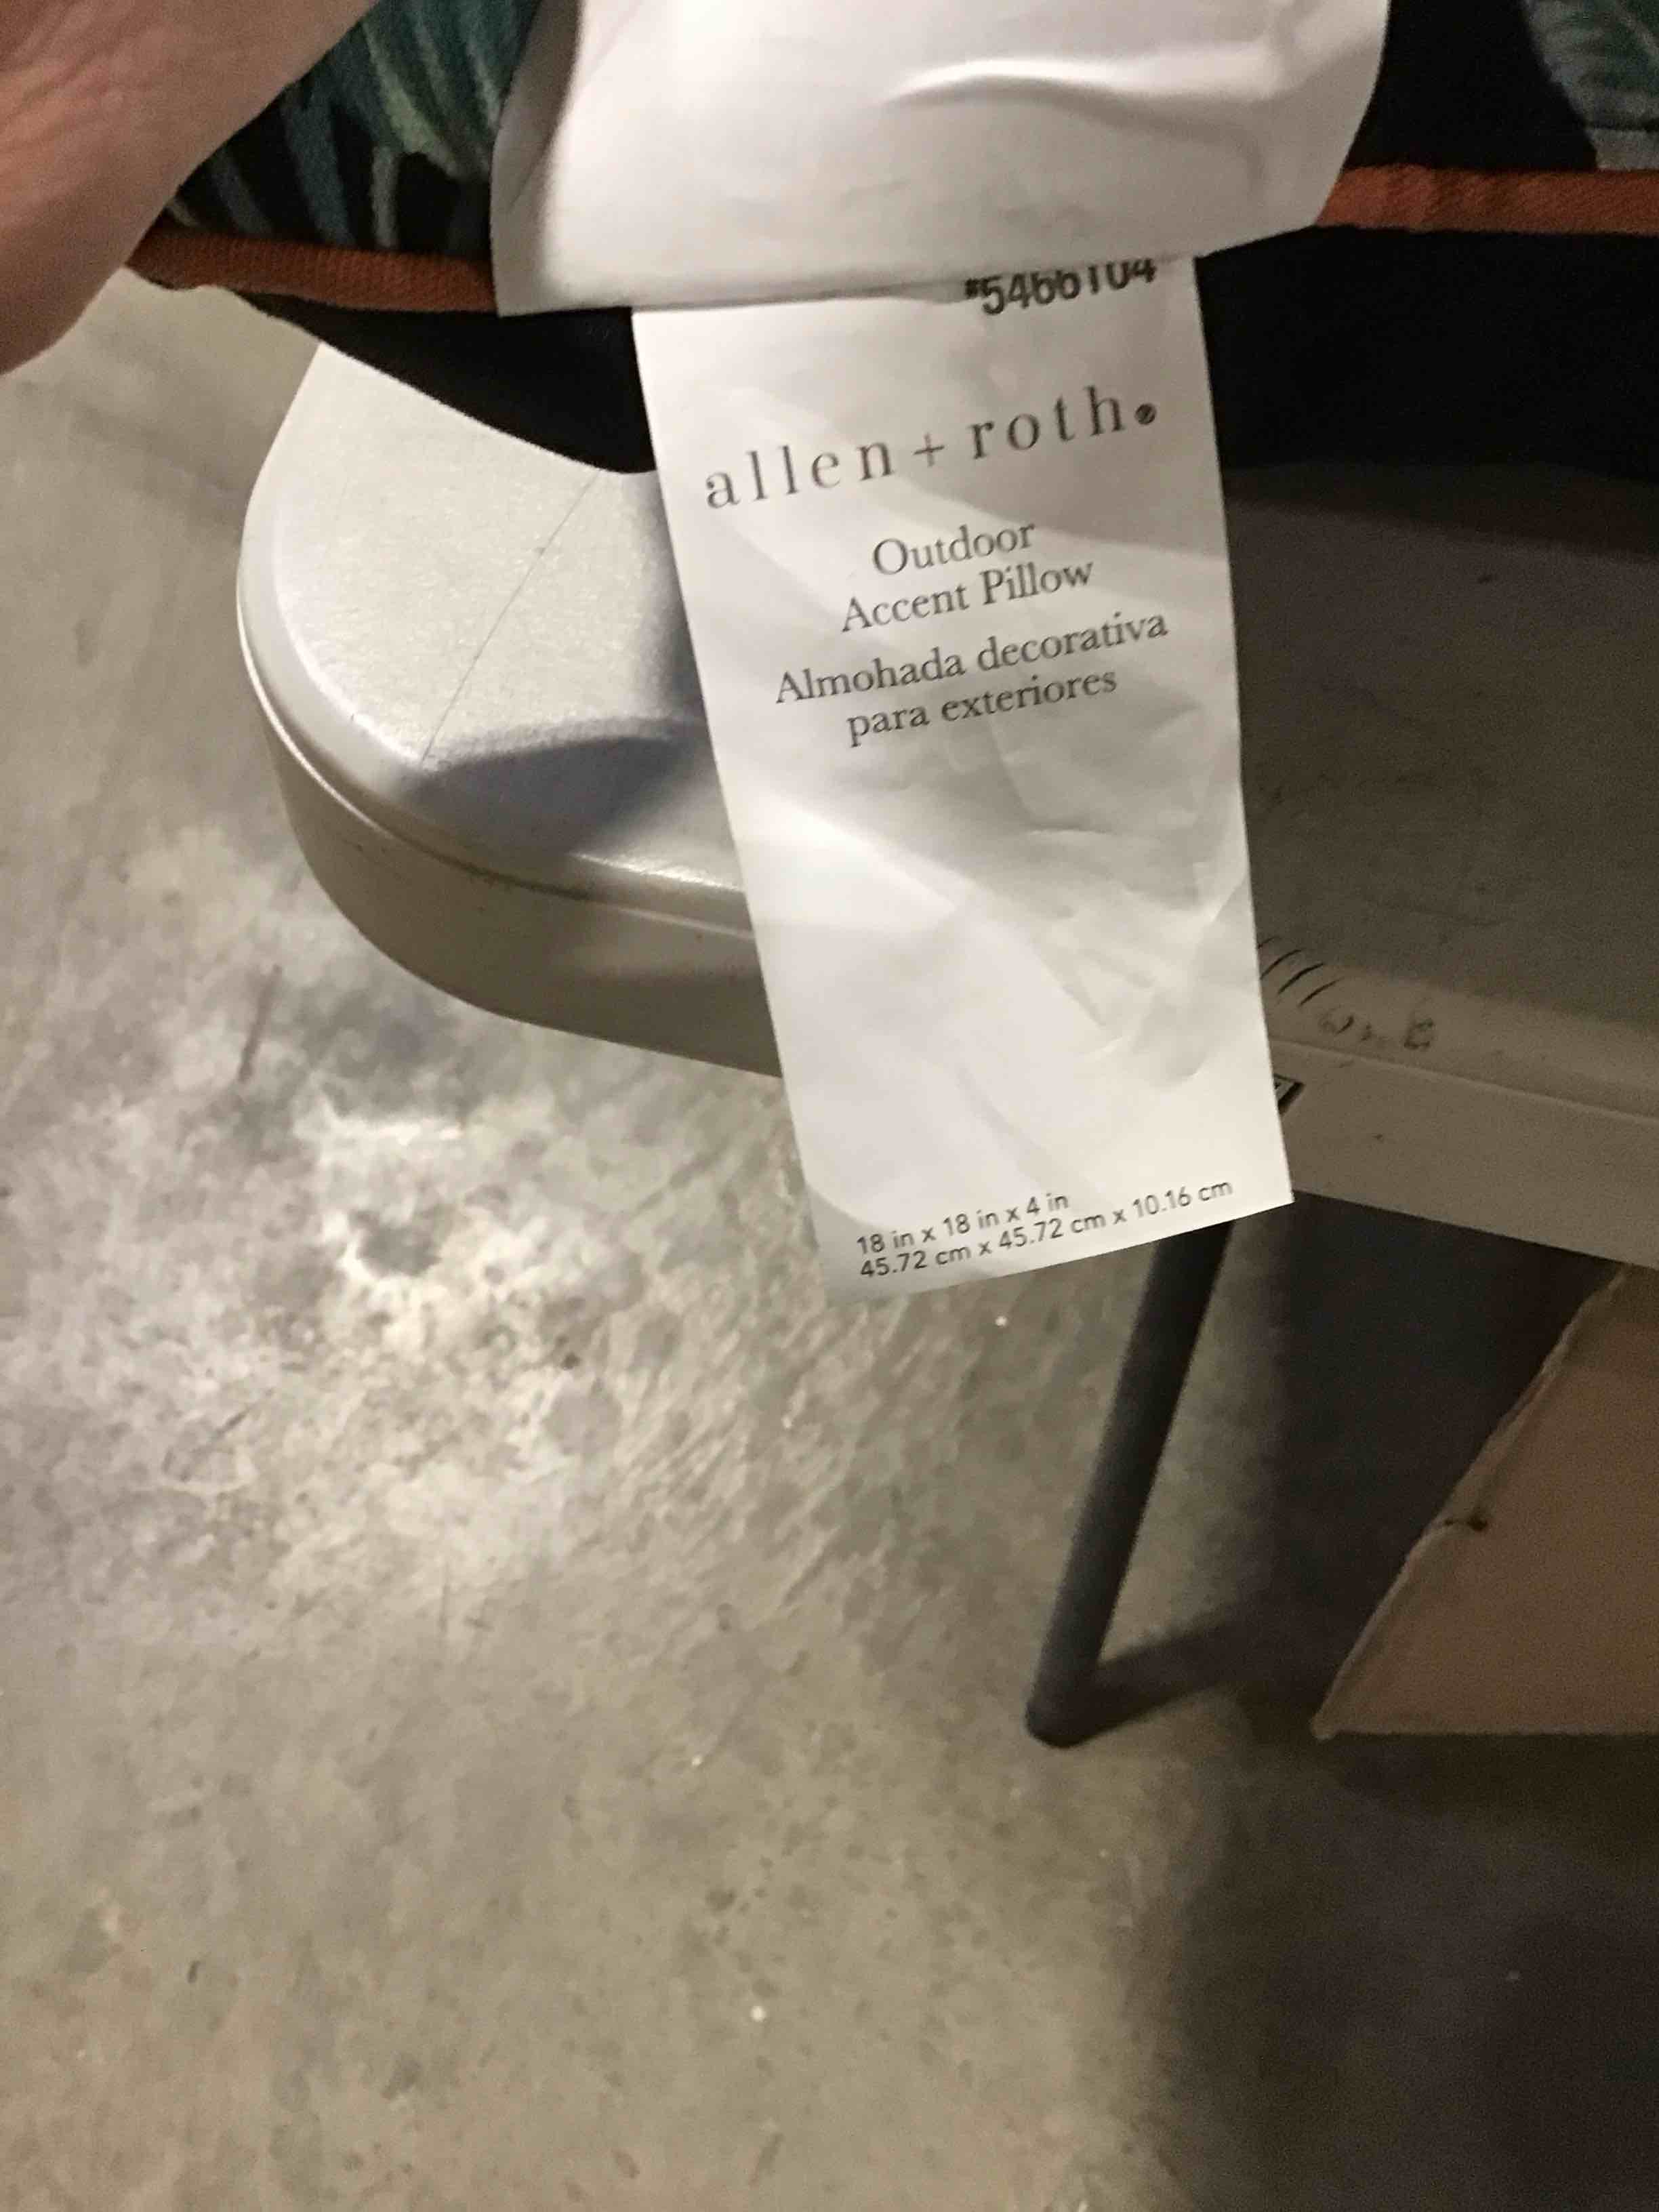 #5466104
allen + roth®
Outdoor
Accent Pillow
Almohada decorativa
para exteriores
18 in x 18 in x 4 in
45.72 cm x 45.72 cm x 10.16 cm